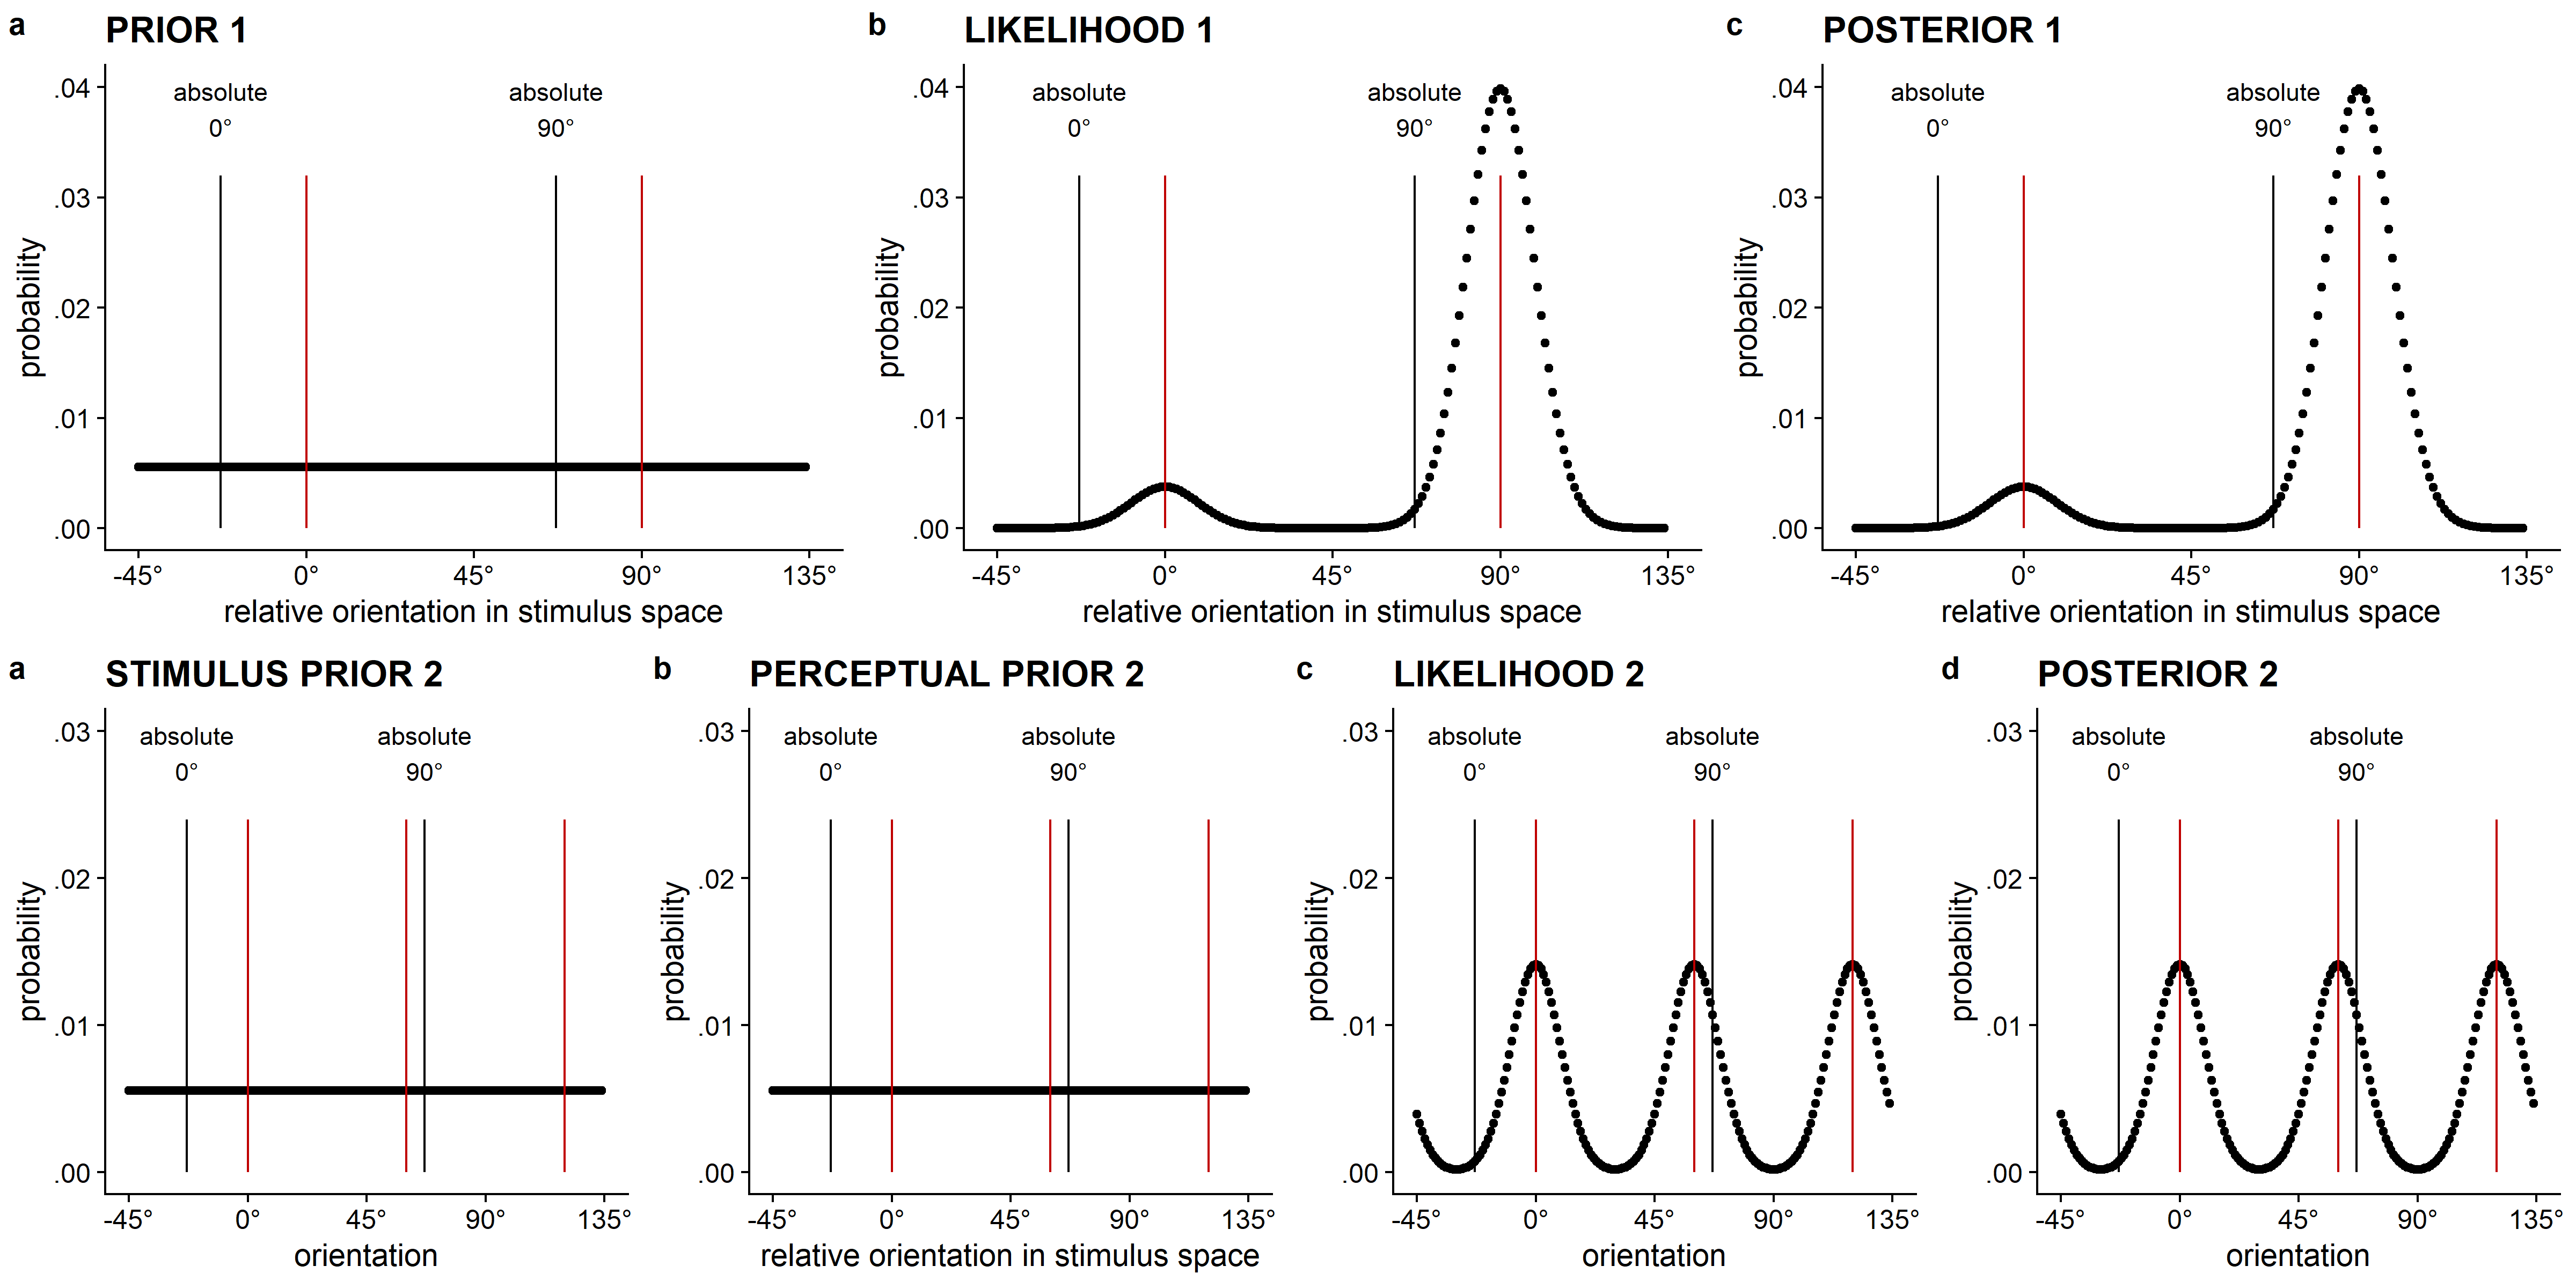 a PRIOR 1
absolute 0°
absolute 90°
.04
.03
.02
.01
.00
probability
-45° 0° 45° 90° 135°
relative orientation in stimulus space
b LIKELIHOOD 1
absolute 0°
absolute 90°
.04
.03
.02
.01
.00
probability
-45° 0° 45° 90° 135°
relative orientation in stimulus space
c POSTERIOR 1
absolute 0°
absolute 90°
.04
.03
.02
.01
.00
probability
-45° 0° 45° 90° 135°
relative orientation in stimulus space
a STIMULUS PRIOR 2
absolute 0°
absolute 90°
.03
.02
.01
.00
probability
-45° 0° 45° 90° 135°
orientation
b PERCEPTUAL PRIOR 2
absolute 0°
absolute 90°
.03
.02
.01
.00
probability
-45° 0° 45° 90° 135°
relative orientation in stimulus space
c LIKELIHOOD 2
absolute 0°
absolute 90°
.03
.02
.01
.00
probability
-45° 0° 45° 90° 135°
orientation
d POSTERIOR 2
absolute 0°
absolute 90°
.03
.02
.01
.00
probability
-45° 0° 45° 90° 135°
orientation